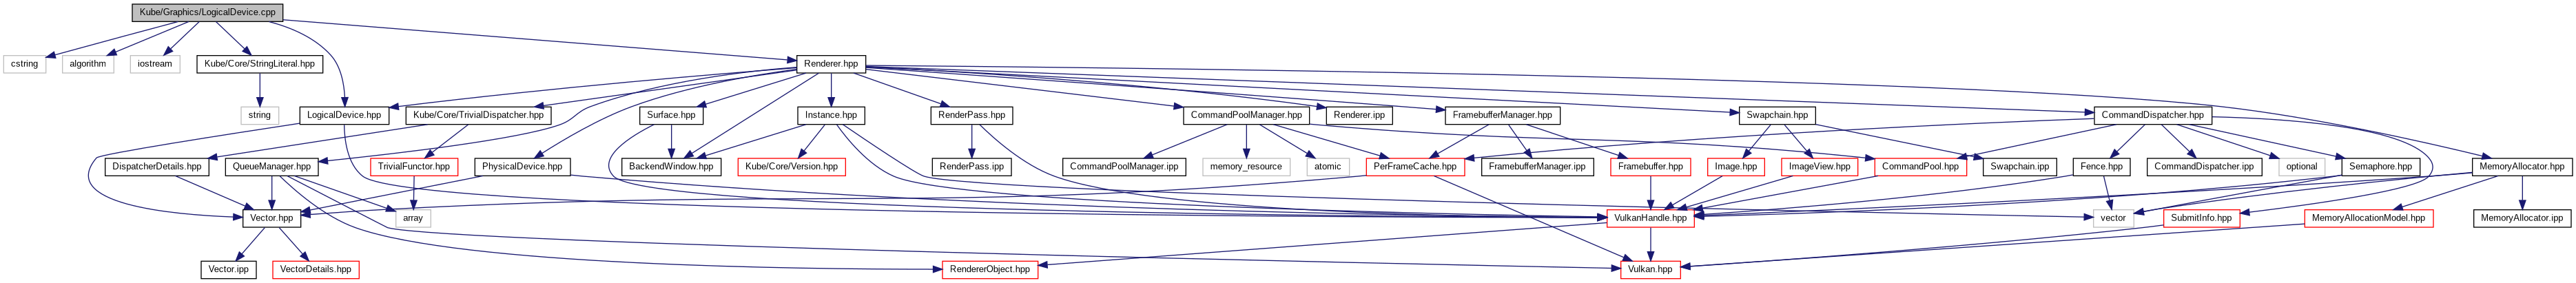 Kube/Graphics/LogicalDevice.cpp
cstring
algorithm
iostream
Kube/Core/StringLiteral.hpp
Renderer.hpp
string
LogicalDevice.hpp
Kube/Core/TrivialDispatcher.hpp
Surface.hpp
Instance.hpp
RenderPass.hpp
CommandPoolManager.hpp
Renderer.ipp
FramebufferManager.hpp
Swapchain.hpp
CommandDispatcher.hpp
DispatcherDetails.hpp
QueueManager.hpp
TrivialFunctor.hpp
PhysicalDevice.hpp
BackendWindow.hpp
Kube/Core/Version.hpp
RenderPass.ipp
CommandPoolManager.ipp
memory_resource
atomic
PerFrameCache.hpp
FramebufferManager.ipp
Framebuffer.hpp
Image.hpp
ImageView.hpp
CommandPool.hpp
Swapchain.ipp
Fence.hpp
CommandDispatcher.ipp
optional
Semaphore.hpp
MemoryAllocator.hpp
Vector.hpp
array
VulkanHandle.hpp
vector
SubmitInfo.hpp
MemoryAllocationModel.hpp
MemoryAllocator.ipp
Vector.ipp
VectorDetails.hpp
RendererObject.hpp
Vulkan.hpp